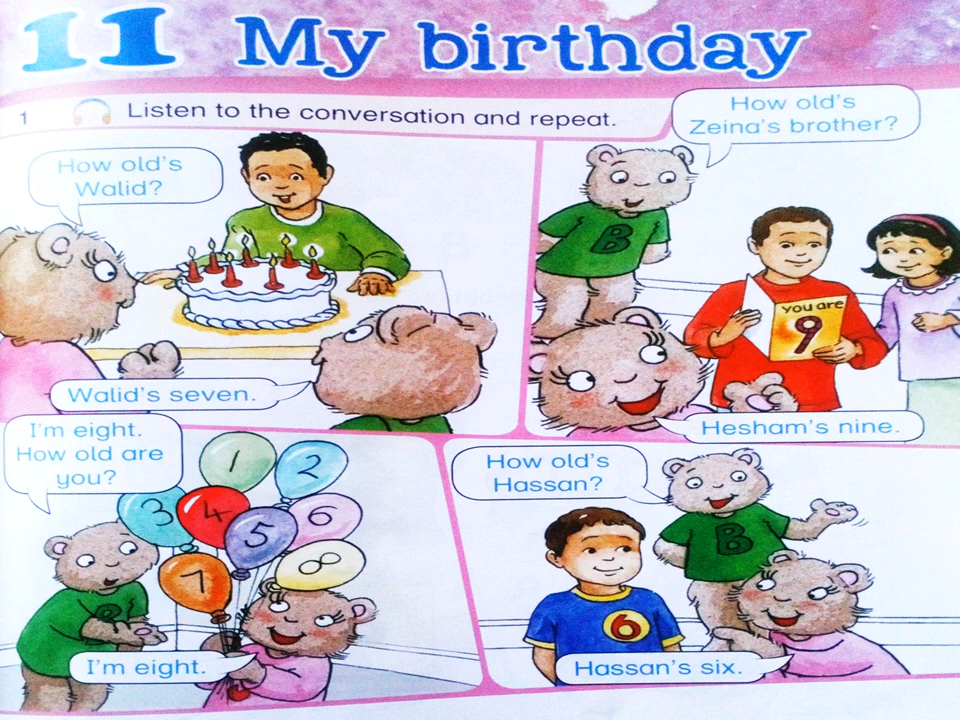 11 My birthday
1 Listen to the conversation and repeat.
How old's
Walid?
Walid's seven.
How old's
Zeina's brother?
B
you are
9
Hesham's nine.
I'm eight.
How old are
you?
1
2
3
4
5
6
7
8
B
I'm eight.
How old's
Hassan?
B
6
Hassan's six.